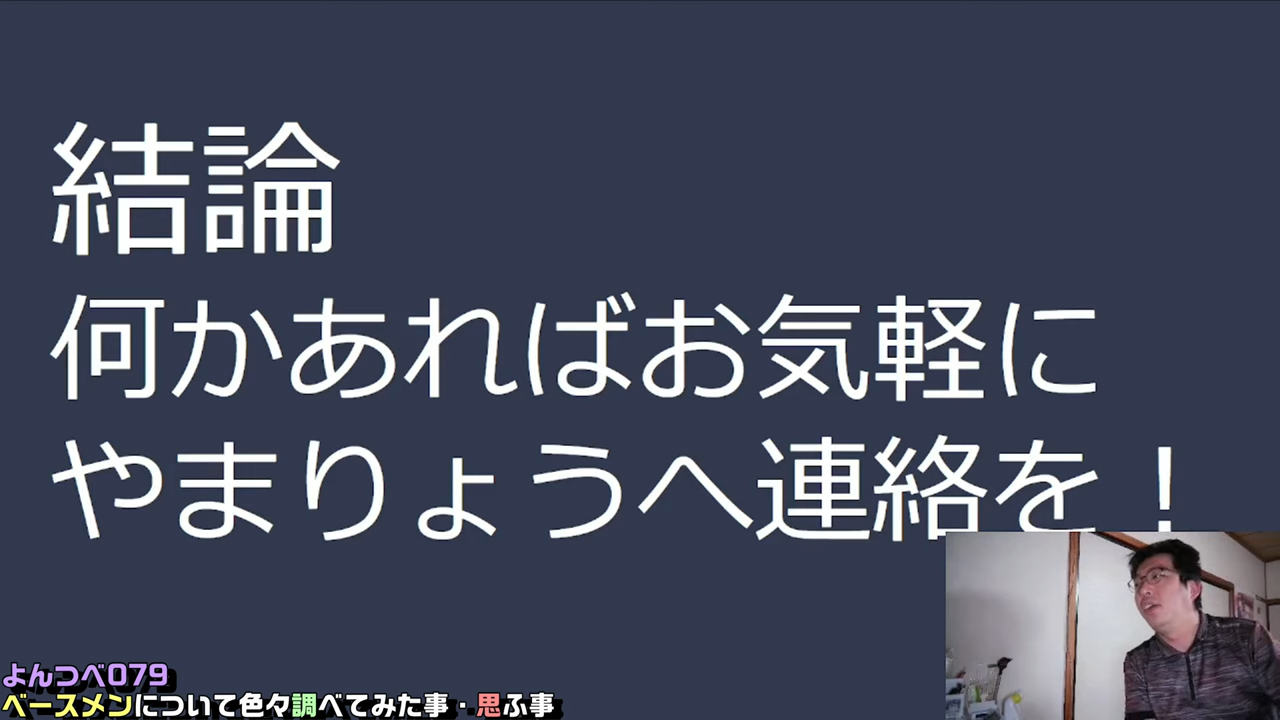 結論
何かあればお気軽に
やまりょうへ連絡を！
よんつべ079
ベースメンについて色々調べてみた事・思ふ事